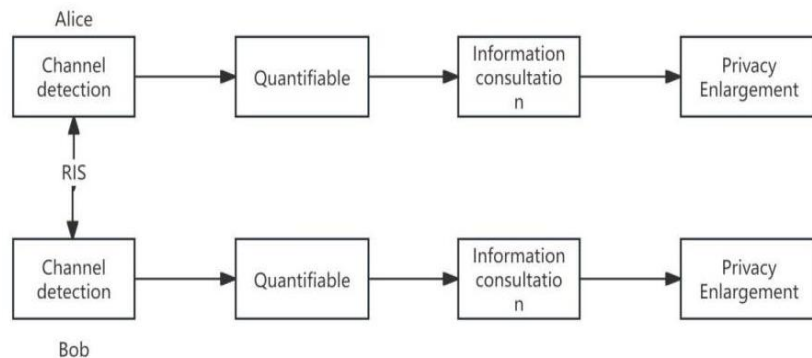 Alice
Channel
detection
Quantifiable
Information
consultatio
n
Privacy
Enlargement
RIS
Channel
detection
Quantifiable
Information
consultatio
n
Privacy
Enlargement
Bob